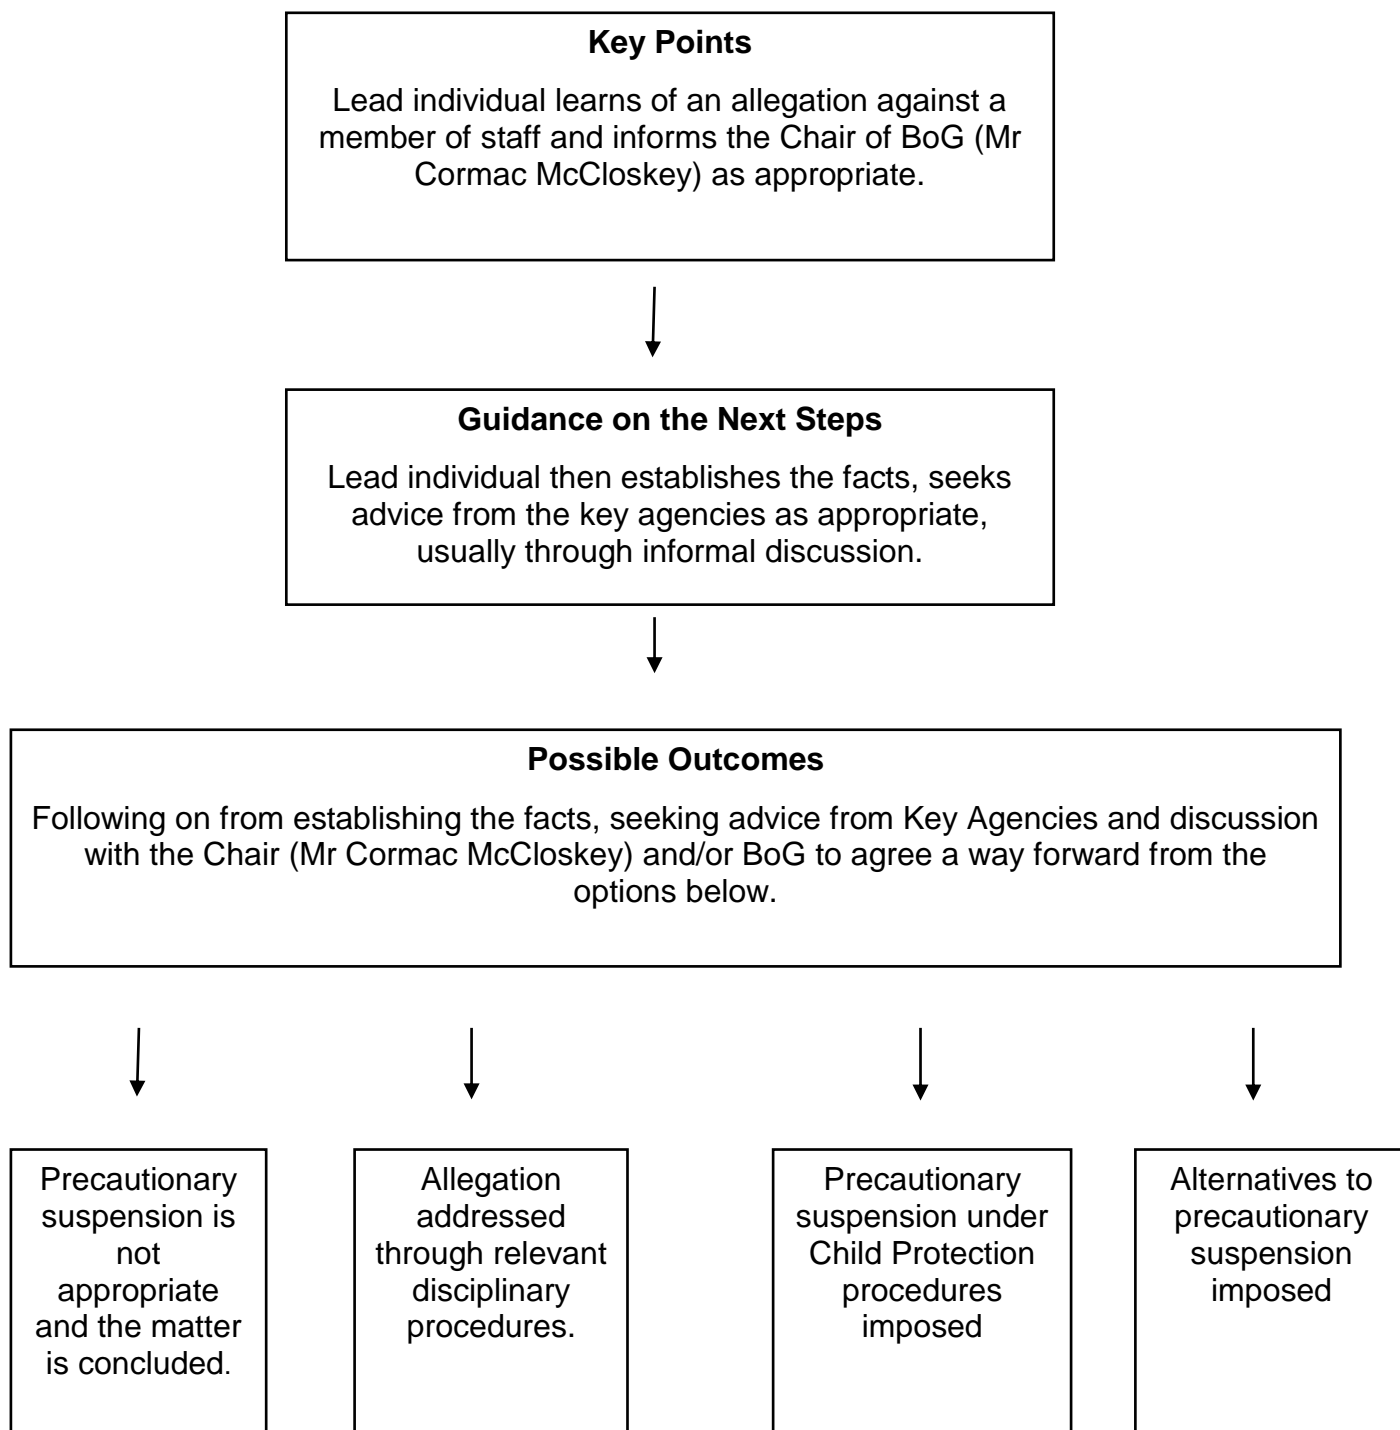 Key Points
Lead individual learns of an allegation against a
member of staff and informs the Chair of BoG (Mr
Cormac McCloskey) as appropriate.
Guidance on the Next Steps
Lead individual then establishes the facts, seeks
advice from the key agencies as appropriate,
usually through informal discussion.
Possible Outcomes
Following on from establishing the facts, seeking advice from Key Agencies and discussion
with the Chair (Mr Cormac McCloskey) and/or BoG to agree a way forward from the
options below.
Precautionary
suspension is
not
appropriate
and the matter
is concluded.
Allegation
addressed
through relevant
disciplinary
procedures.
Precautionary
suspension under
Child Protection
procedures
imposed
Alternatives to
precautionary
suspension
imposed